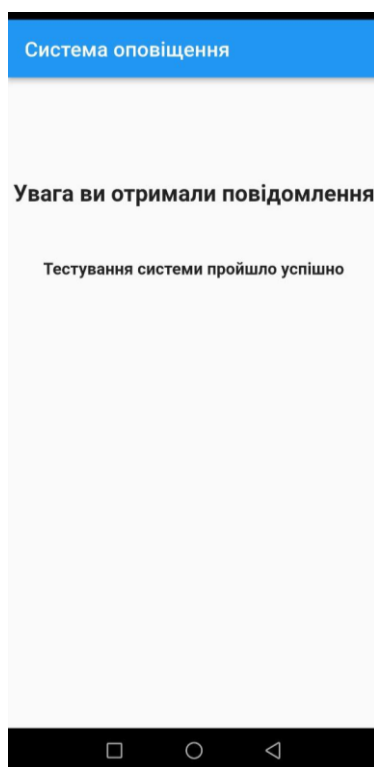 Система оповіщення
Увага ви отримали повідомлення
Тестування системи пройшло успішно